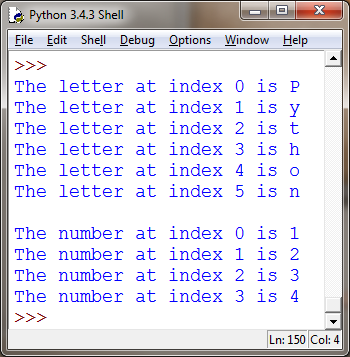 Python 3.4.3 Shell
File Edit Shell Debug Options Window Help
>>>
The letter at index 0 is P
The letter at index 1 is y
The letter at index 2 is t
The letter at index 3 is h
The letter at index 4 is o
The letter at index 5 is n

The number at index 0 is 1
The number at index 1 is 2
The number at index 2 is 3
The number at index 3 is 4
>>>
Ln: 150 Col: 4